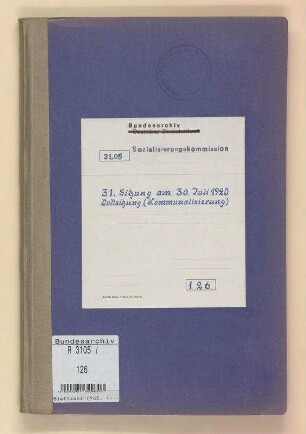 Bundesarchiv
31.05 Sozialisierungskommission
31. Sitzung am 30. Juli 1920
Vollsitzung (Kommunalisierung)
126
Bundesarchiv
R 3105 /
126